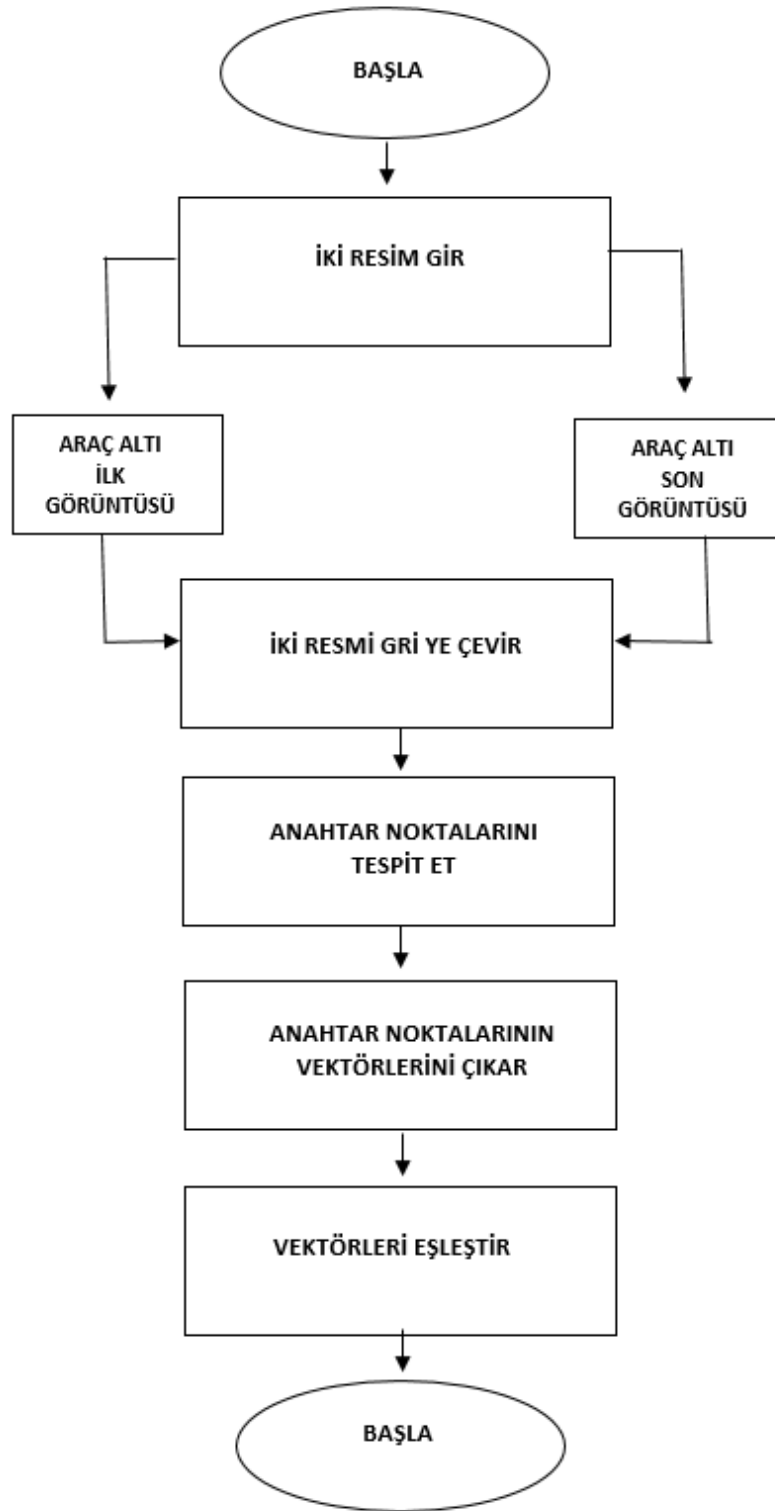 BAŞLA
İKİ RESİM GİR
ARAÇ ALTI
İLK
GÖRÜNTÜSÜ
ARAÇ ALTI
SON
GÖRÜNTÜSÜ
İKİ RESMİ GRİ YE ÇEVİR
ANAHTAR NOKTALARINI
TESPİT ET
ANAHTAR NOKTALARININ
VEKTÖRLERİNİ ÇIKAR
VEKTÖRLERİ EŞLEŞTİR
BAŞLA